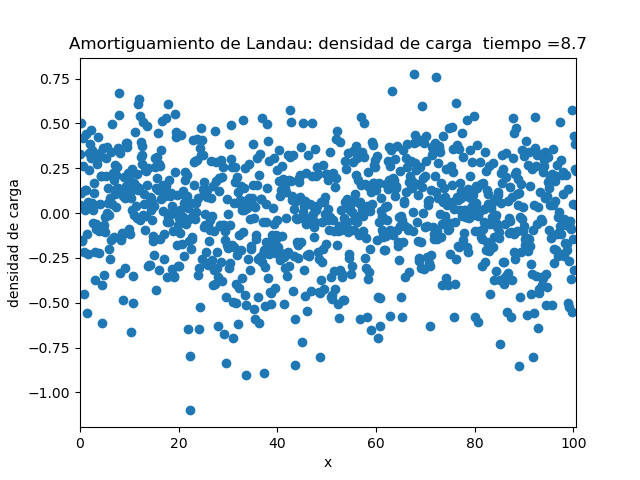 Amortiguamiento de Landau: densidad de carga  tiempo =8.7
densidad de carga
0.75
0.50
0.25
0.00
−0.25
−0.50
−0.75
−1.00
0 20 40 60 80 100
x